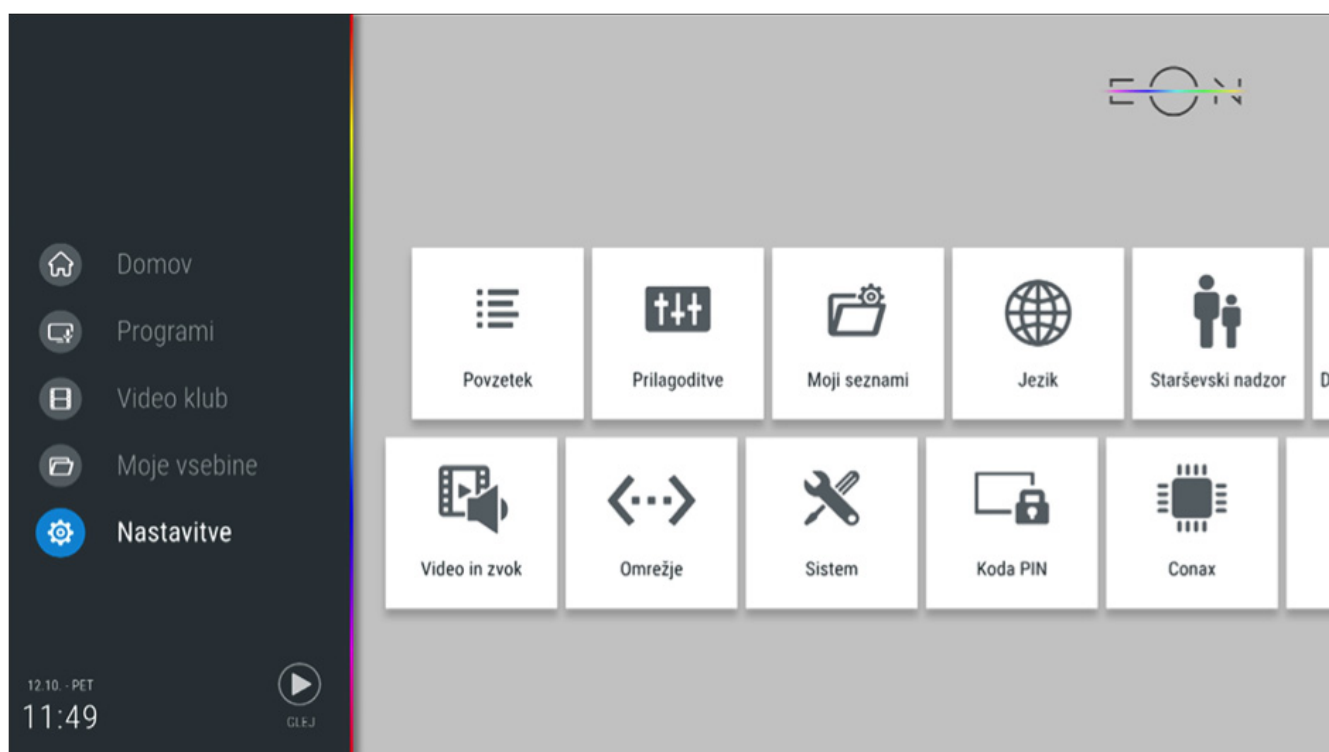 EON
Domov
Programi
Video klub
Moje vsebine
Nastavitve
12.10. - PET
11:49
GLEJ
Povzetek
Prilagoditve
Moji seznami
Jezik
Starševski nadzor
D
Video in zvok
Omrežje
Sistem
Koda PIN
Conax